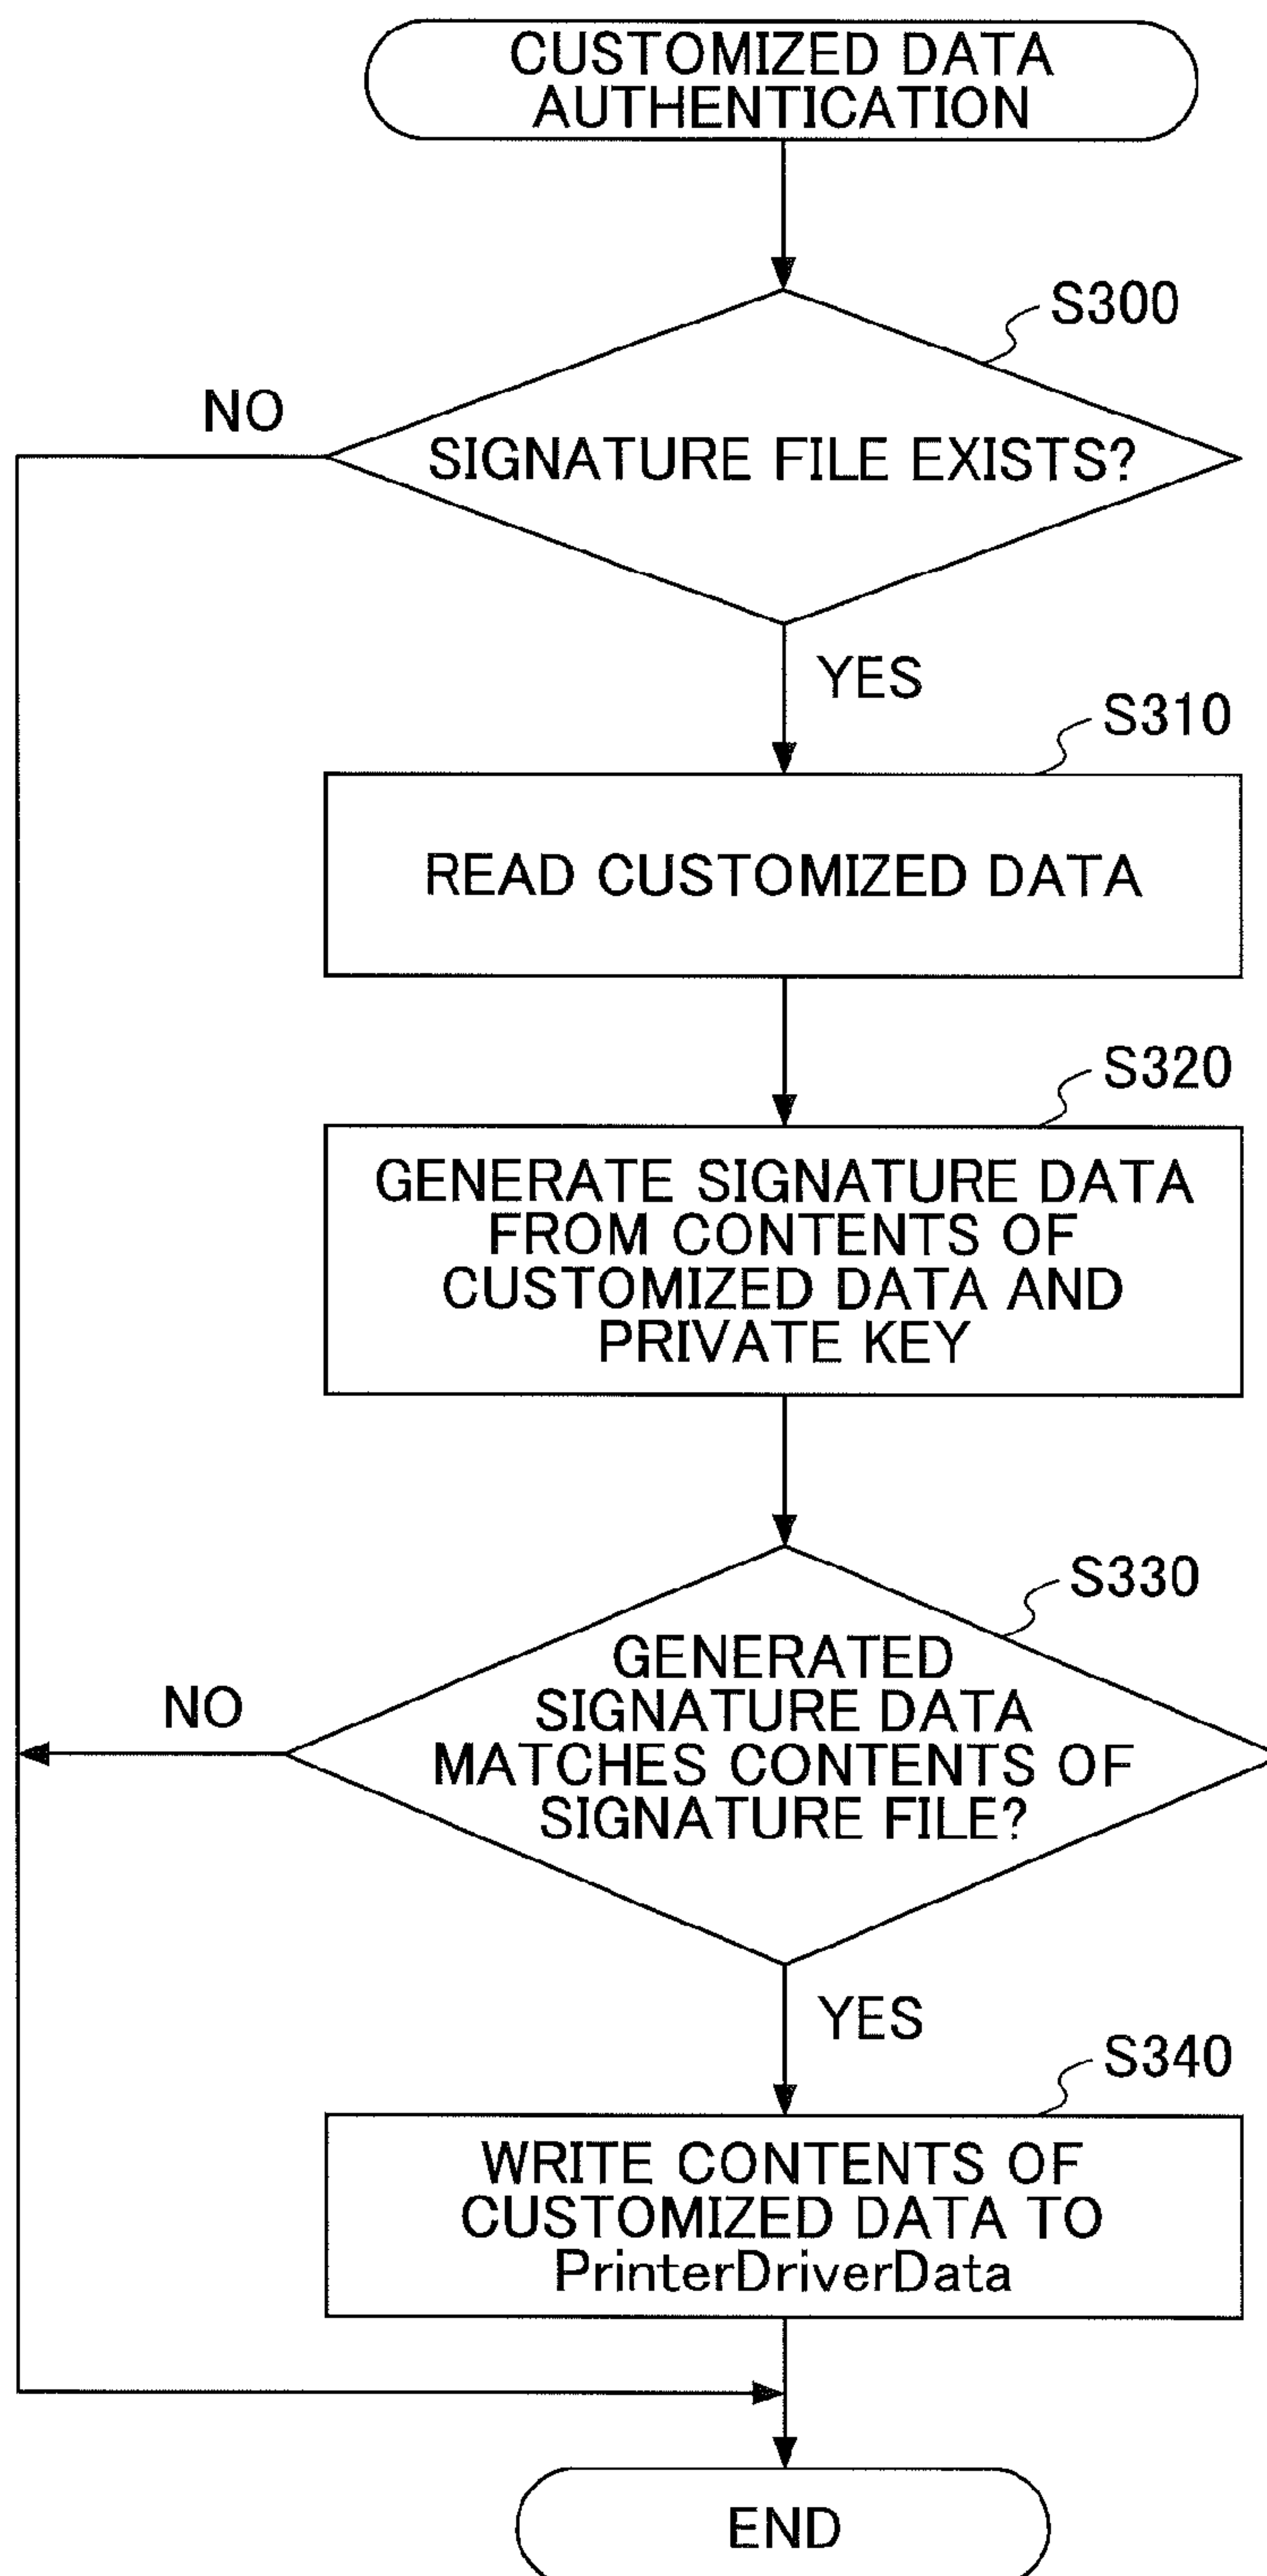 CUSTOMIZED DATA
AUTHENTICATION
S300
NO
SIGNATURE FILE EXISTS?
YES
S310
READ CUSTOMIZED DATA
S320
GENERATE SIGNATURE DATA
FROM CONTENTS OF
CUSTOMIZED DATA AND
PRIVATE KEY
S330
GENERATED
SIGNATURE DATA
NO
MATCHES CONTENTS OF
SIGNATURE FILE?
YES
S340
WRITE CONTENTS OF
CUSTOMIZED DATA TO
PrinterDriverData
END